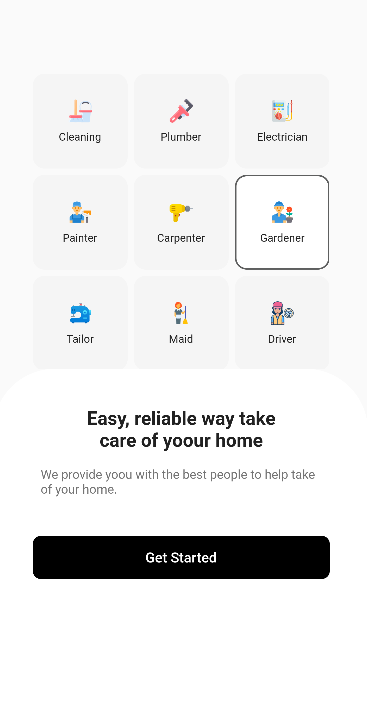 Cleaning
Plumber
Electrician
Painter
Carpenter
Gardener
Tailor
Maid
Driver
Easy, reliable way take
care of yoour home
We provide yoou with the best people to help take
of your home.
Get Started